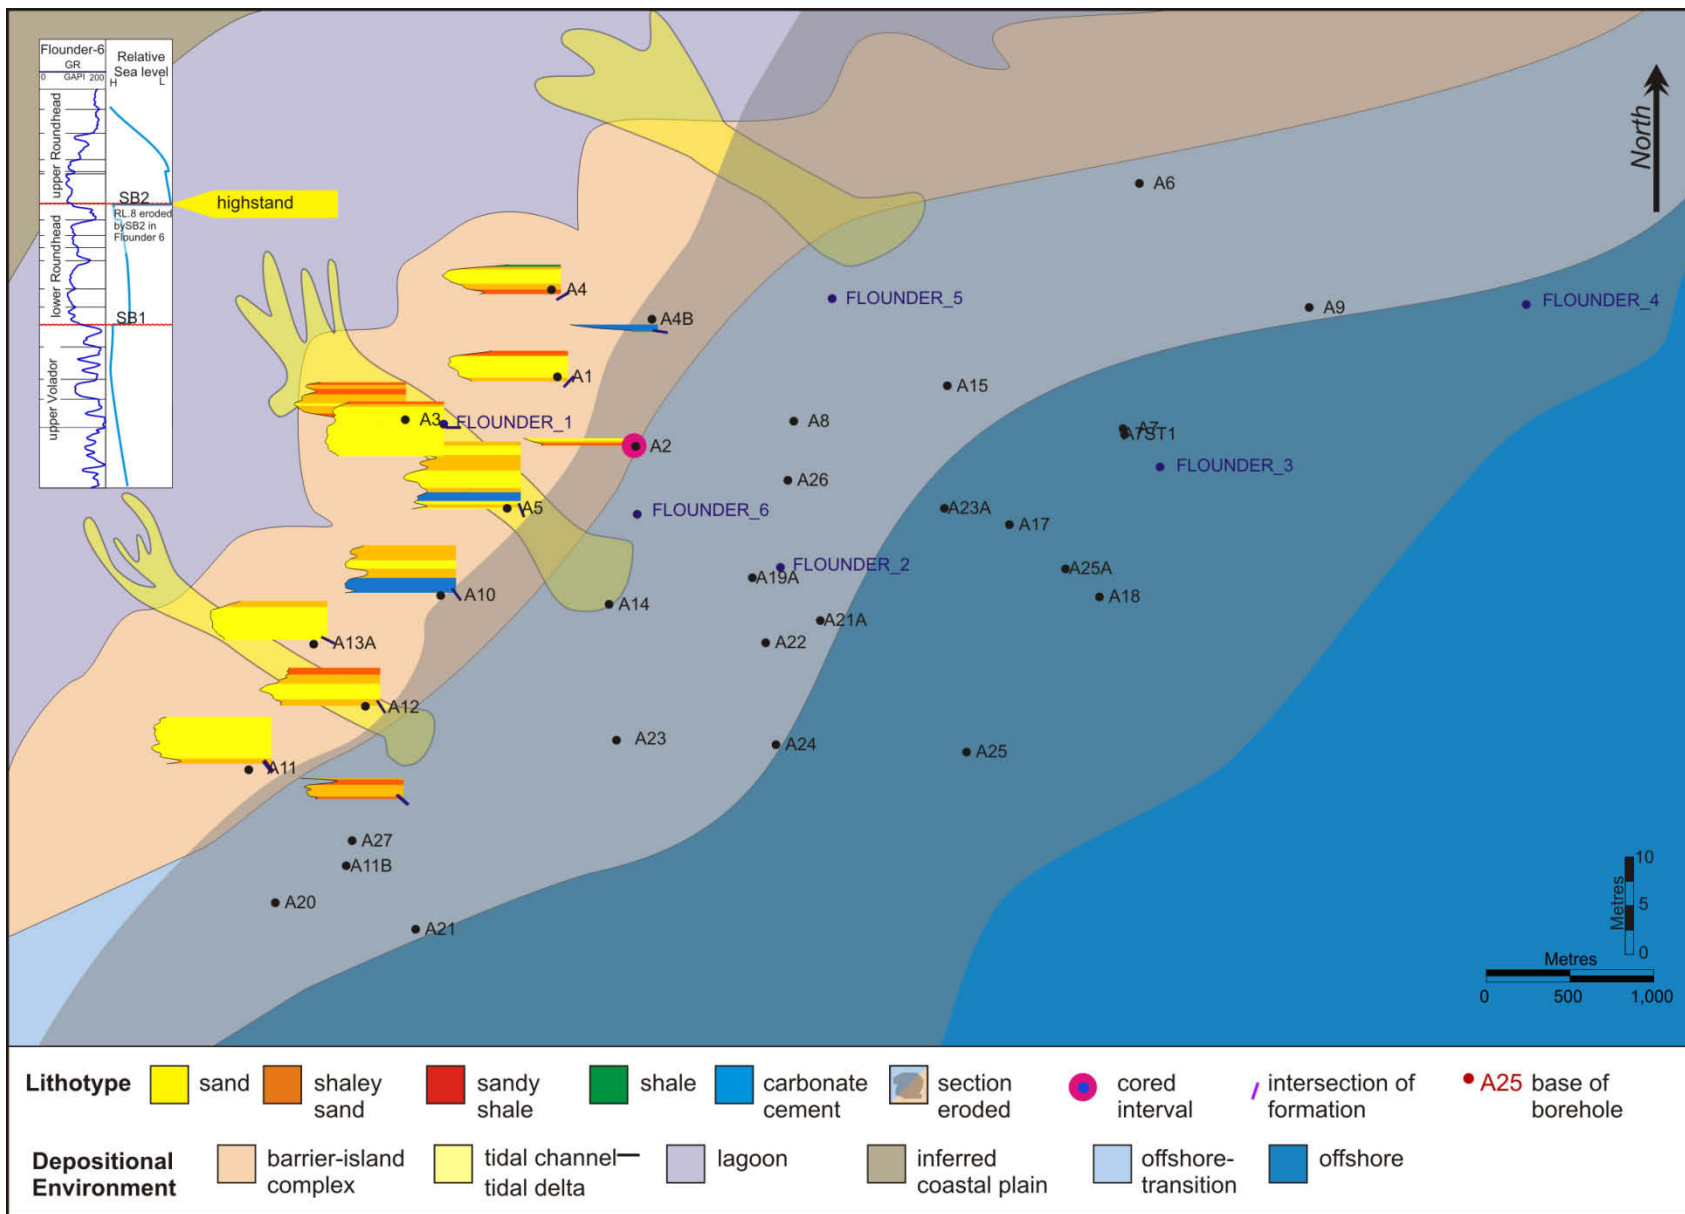 Flounder-6
GR
0 GAPI 200
Relative
Sea level
H L
upper Roundhead
lower Roundhead
upper Volador
SB2
RL.8 eroded
bySB2 in
Flounder 6
SB1
highstand
North
A6
A4
A4B
FLOUNDER_5
A9
FLOUNDER_4
A1
A15
A3
FLOUNDER_1
A8
A7
A7ST1
A2
FLOUNDER_3
A26
A5
FLOUNDER_6
A23A
A17
FLOUNDER_2
A19A
A25A
A10
A14
A18
A21A
A13A
A22
A12
A23
A24
A25
A11
A27
A11B
A20
A21
10
5
0
Metres
Metres
0 500 1,000
Lithotype
sand
shaley
sand
sandy
shale
shale
carbonate
cement
section
eroded
cored
interval
intersection of
formation
A25
base of
borehole
Depositional
Environment
barrier-island
complex
tidal channel
tidal delta
lagoon
inferred
coastal plain
offshore-
transition
offshore